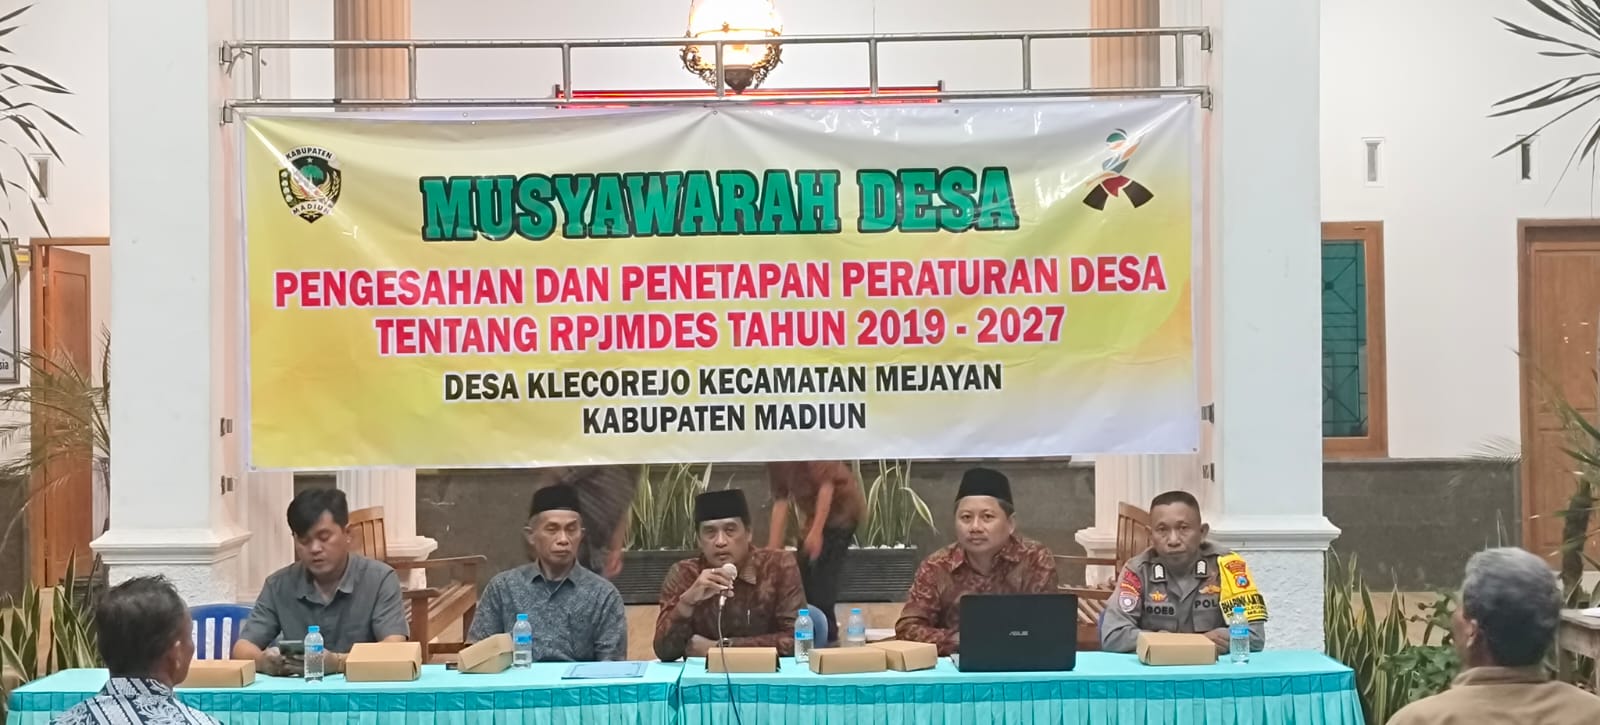 KABUPATEN
MADIUN
MUSYAWARAH DESA
PENGESAHAN DAN PENETAPAN PERATURAN DESA
TENTANG RPJMDES TAHUN 2019 - 2027
DESA KLECOREJO KECAMATAN MEJAYAN
KABUPATEN MADIUN
ASUS